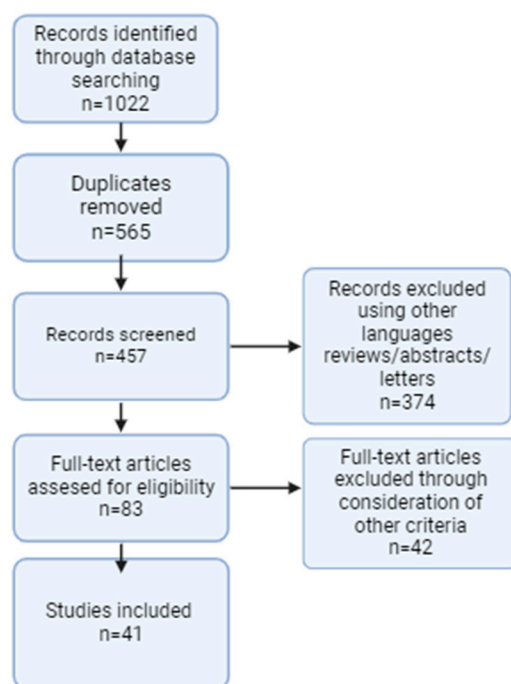 Records identified
through database
searching
n=1022
Duplicates
removed
n=565
Records screened
n=457
Records excluded
using other
languages
reviews/abstracts/
letters
n=374
Full-text articles
assesed for eligibility
n=83
Full-text articles
excluded through
consideration of
other criteria
n=42
Studies included
n=41